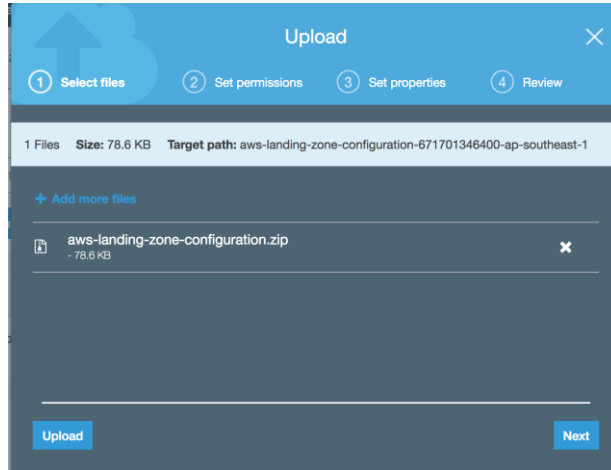 Upload
1 Select files 2 Set permissions 3 Set properties 4 Review
1 Files Size: 78.6 KB Target path: aws-landing-zone-configuration-671701346400-ap-southeast-1
+ Add more files
aws-landing-zone-configuration.zip
- 78.6 KB
Upload Next